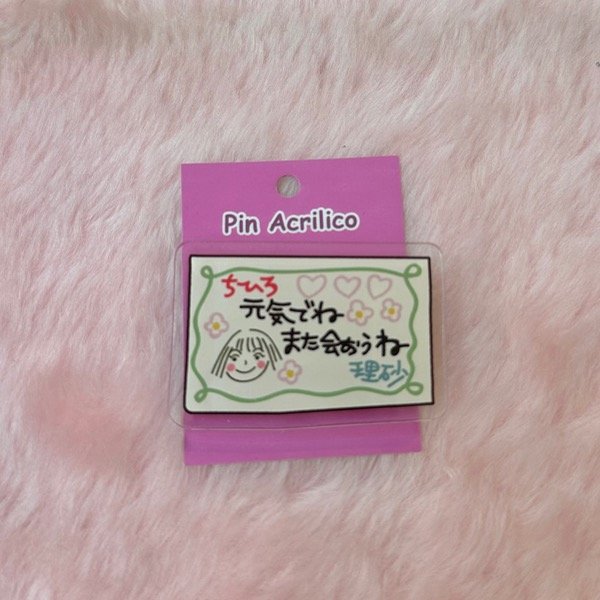 Pin Acrilico
ちひろ
元気でねー
また会おうねー
理砂